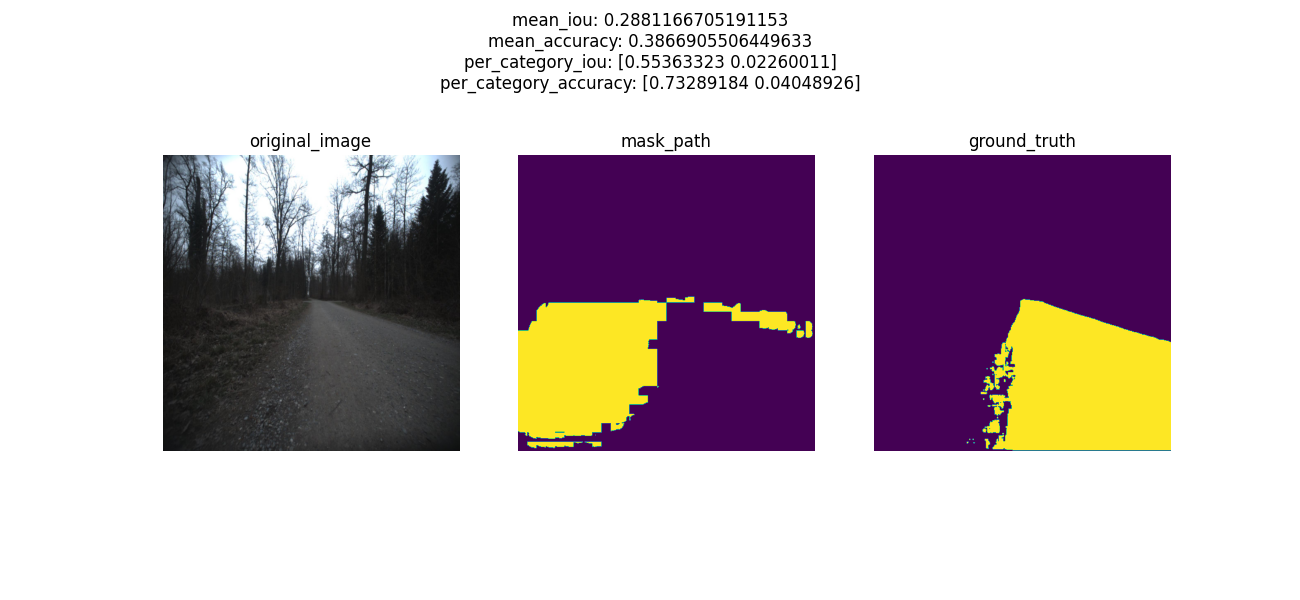 mean_iou: 0.2881166705191153
mean_accuracy: 0.3866905506449633
per_category_iou: [0.55363323 0.02260011]
per_category_accuracy: [0.73289184 0.04048926]
original_image
mask_path
ground_truth